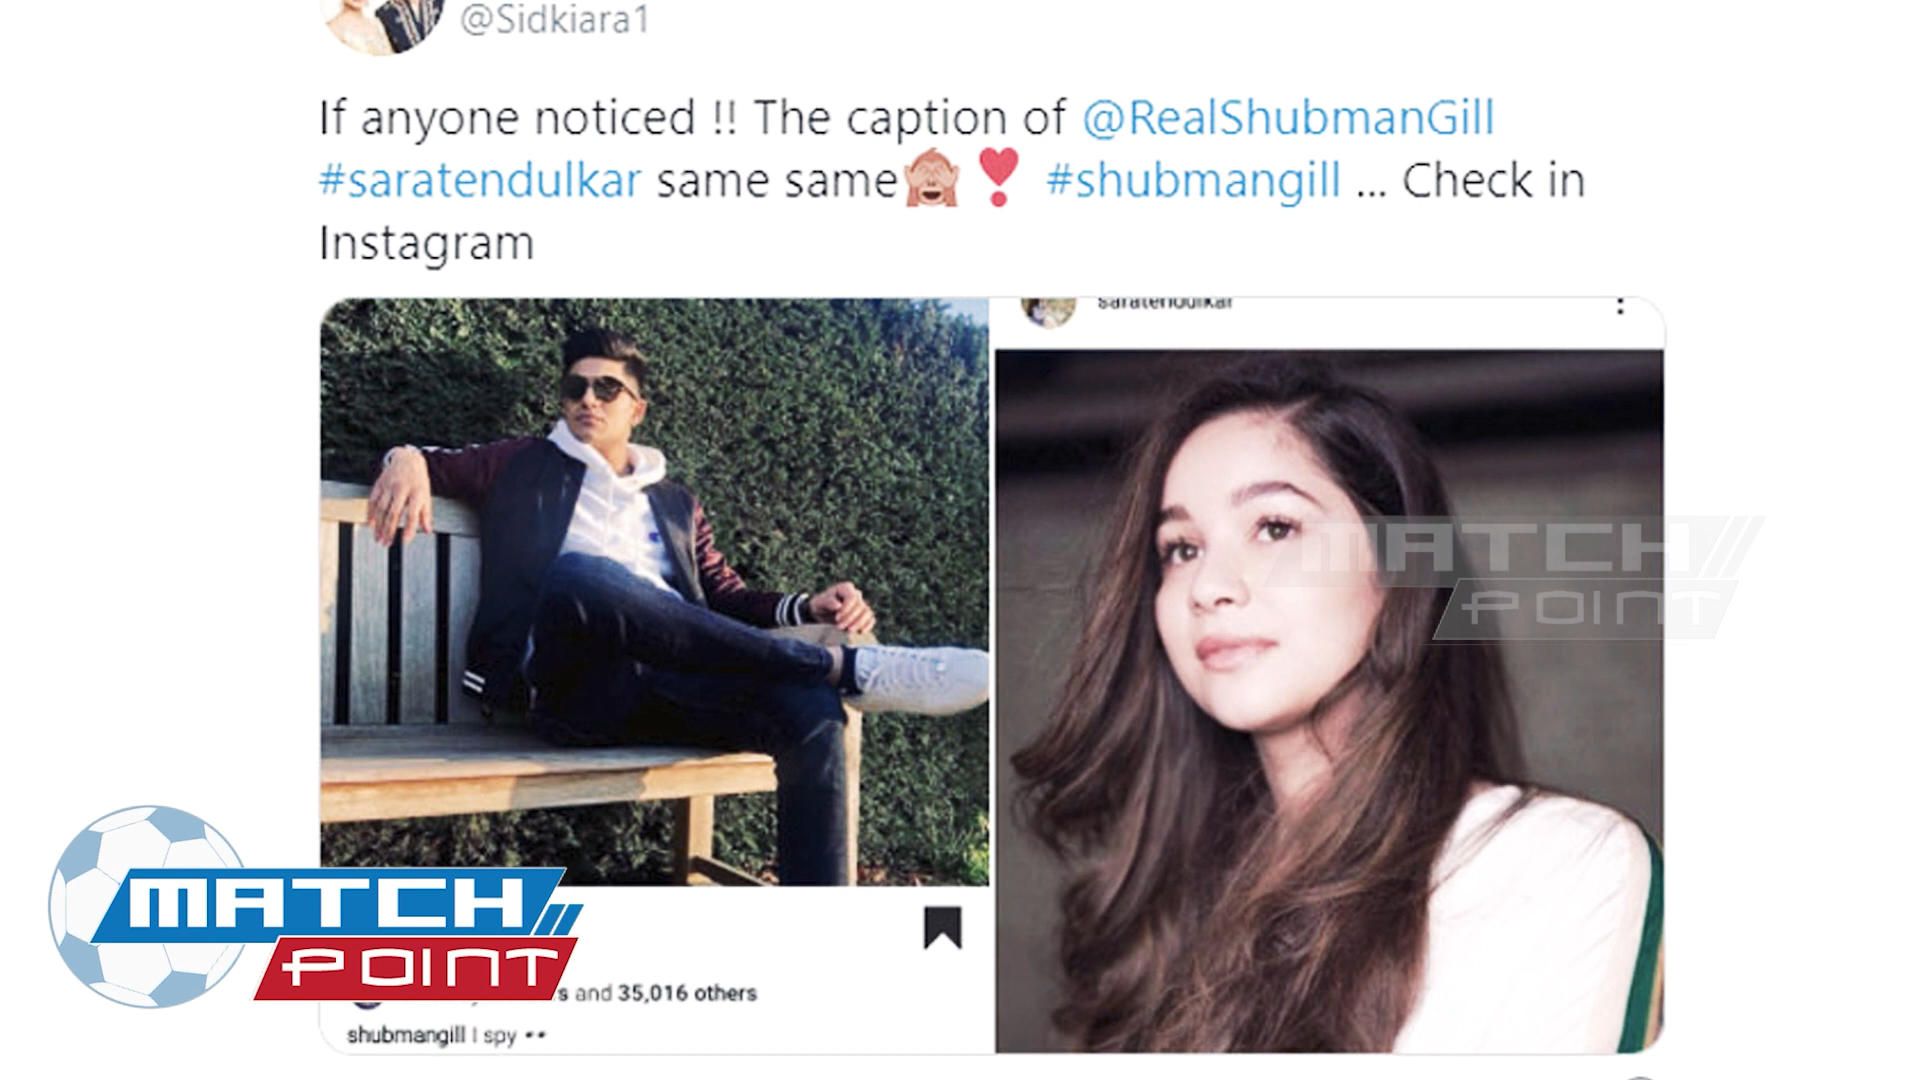 @Sidkiara1
If anyone noticed !! The caption of @RealShubmanGill
#saratendulkar same same🙈❣️ #shubmangill ... Check in
Instagram
saratendulkar
MATCH
POINT
MATCH
POINT
s and 35,016 others
shubmangill I spy 👀